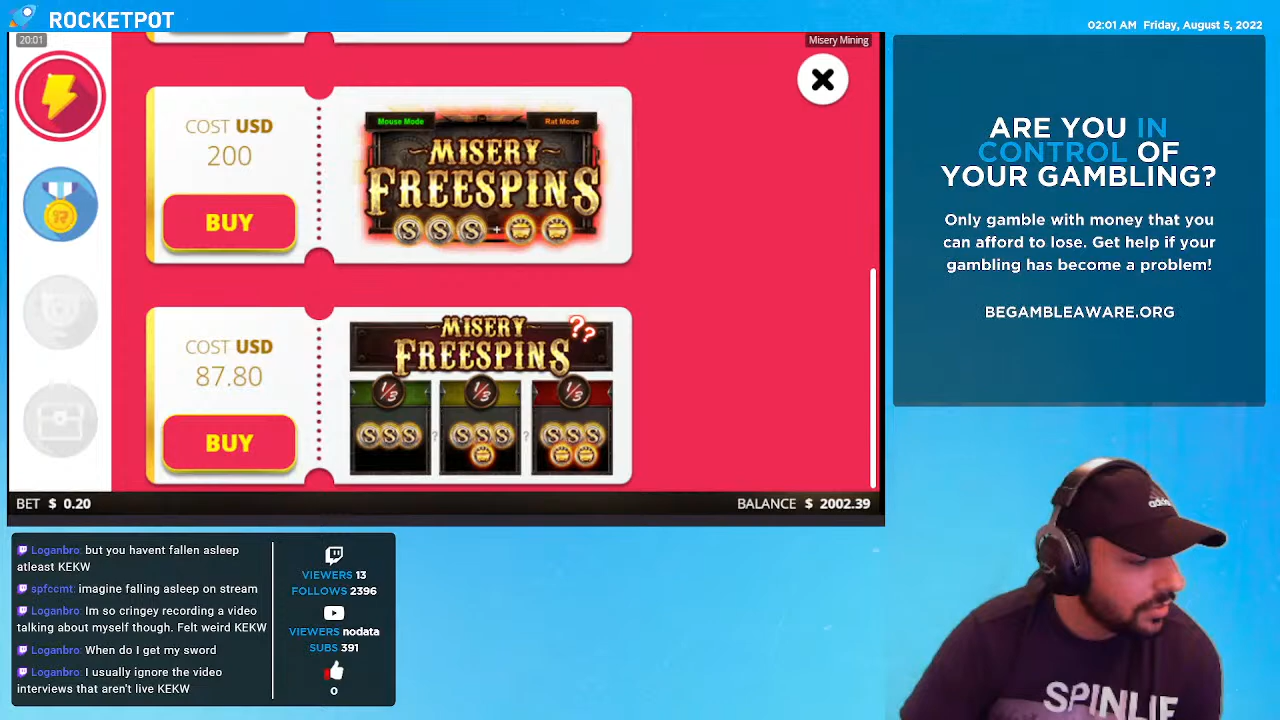 ROCKETPOT
02:01 AM Friday, August 5, 2022
20:01
Misery Mining
COST USD
200
BUY
Mouse Mode
Rat Mode
MISERY
FREESPINS
S S S +
COST USD
87.80
BUY
MISERY ??
FREESPINS
1/3 1/3 1/3
SSS ? SSS ? SSS
BET $ 0.20
BALANCE $ 2002.39
ARE YOU IN
CONTROL OF
YOUR GAMBLING?
Only gamble with money that you
can afford to lose. Get help if your
gambling has become a problem!
BEGAMBLEAWARE.ORG
Loganbro: but you havent fallen asleep
atleast KEKW
spfccmt: imagine falling asleep on stream
Loganbro: Im so cringey recording a video
talking about myself though. Felt weird KEKW
Loganbro: When do I get my sword
Loganbro: I usually ignore the video
interviews that aren't live KEKW
VIEWERS 13
FOLLOWS 2396
VIEWERS nodata
SUBS 391
0
adidas
SPINLIF